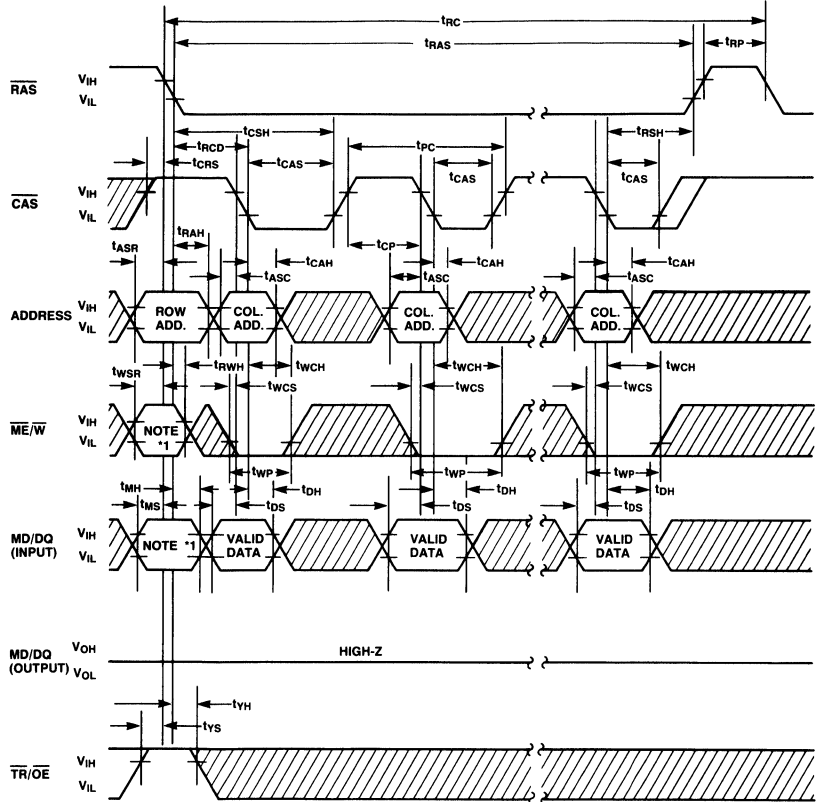 tRC
tRAS
tRP
RAS
VIH
VIL
tCSH
tRCD
tCRS
tCAS
tPC
tCAS
tRSH
tCAS
CAS
VIH
VIL
tASR
tRAH
tASC
tCAH
tCP
tASC
tCAH
tASC
tCAH
ADDRESS
VIH
VIL
ROW ADD.
COL. ADD.
COL. ADD.
COL. ADD.
tWSR
tRWH
tWCH
tWCS
tWCH
tWCS
tWCH
tWCS
ME/W
VIH
VIL
NOTE *1
tWP
tWP
tWP
tMH
tMS
tDH
tDS
tDH
tDS
tDH
tDS
MD/DQ (INPUT)
VIH
VIL
NOTE *1
VALID DATA
VALID DATA
VALID DATA
MD/DQ (OUTPUT)
VOH
VOL
HIGH-Z
tYH
tYS
TR/OE
VIH
VIL